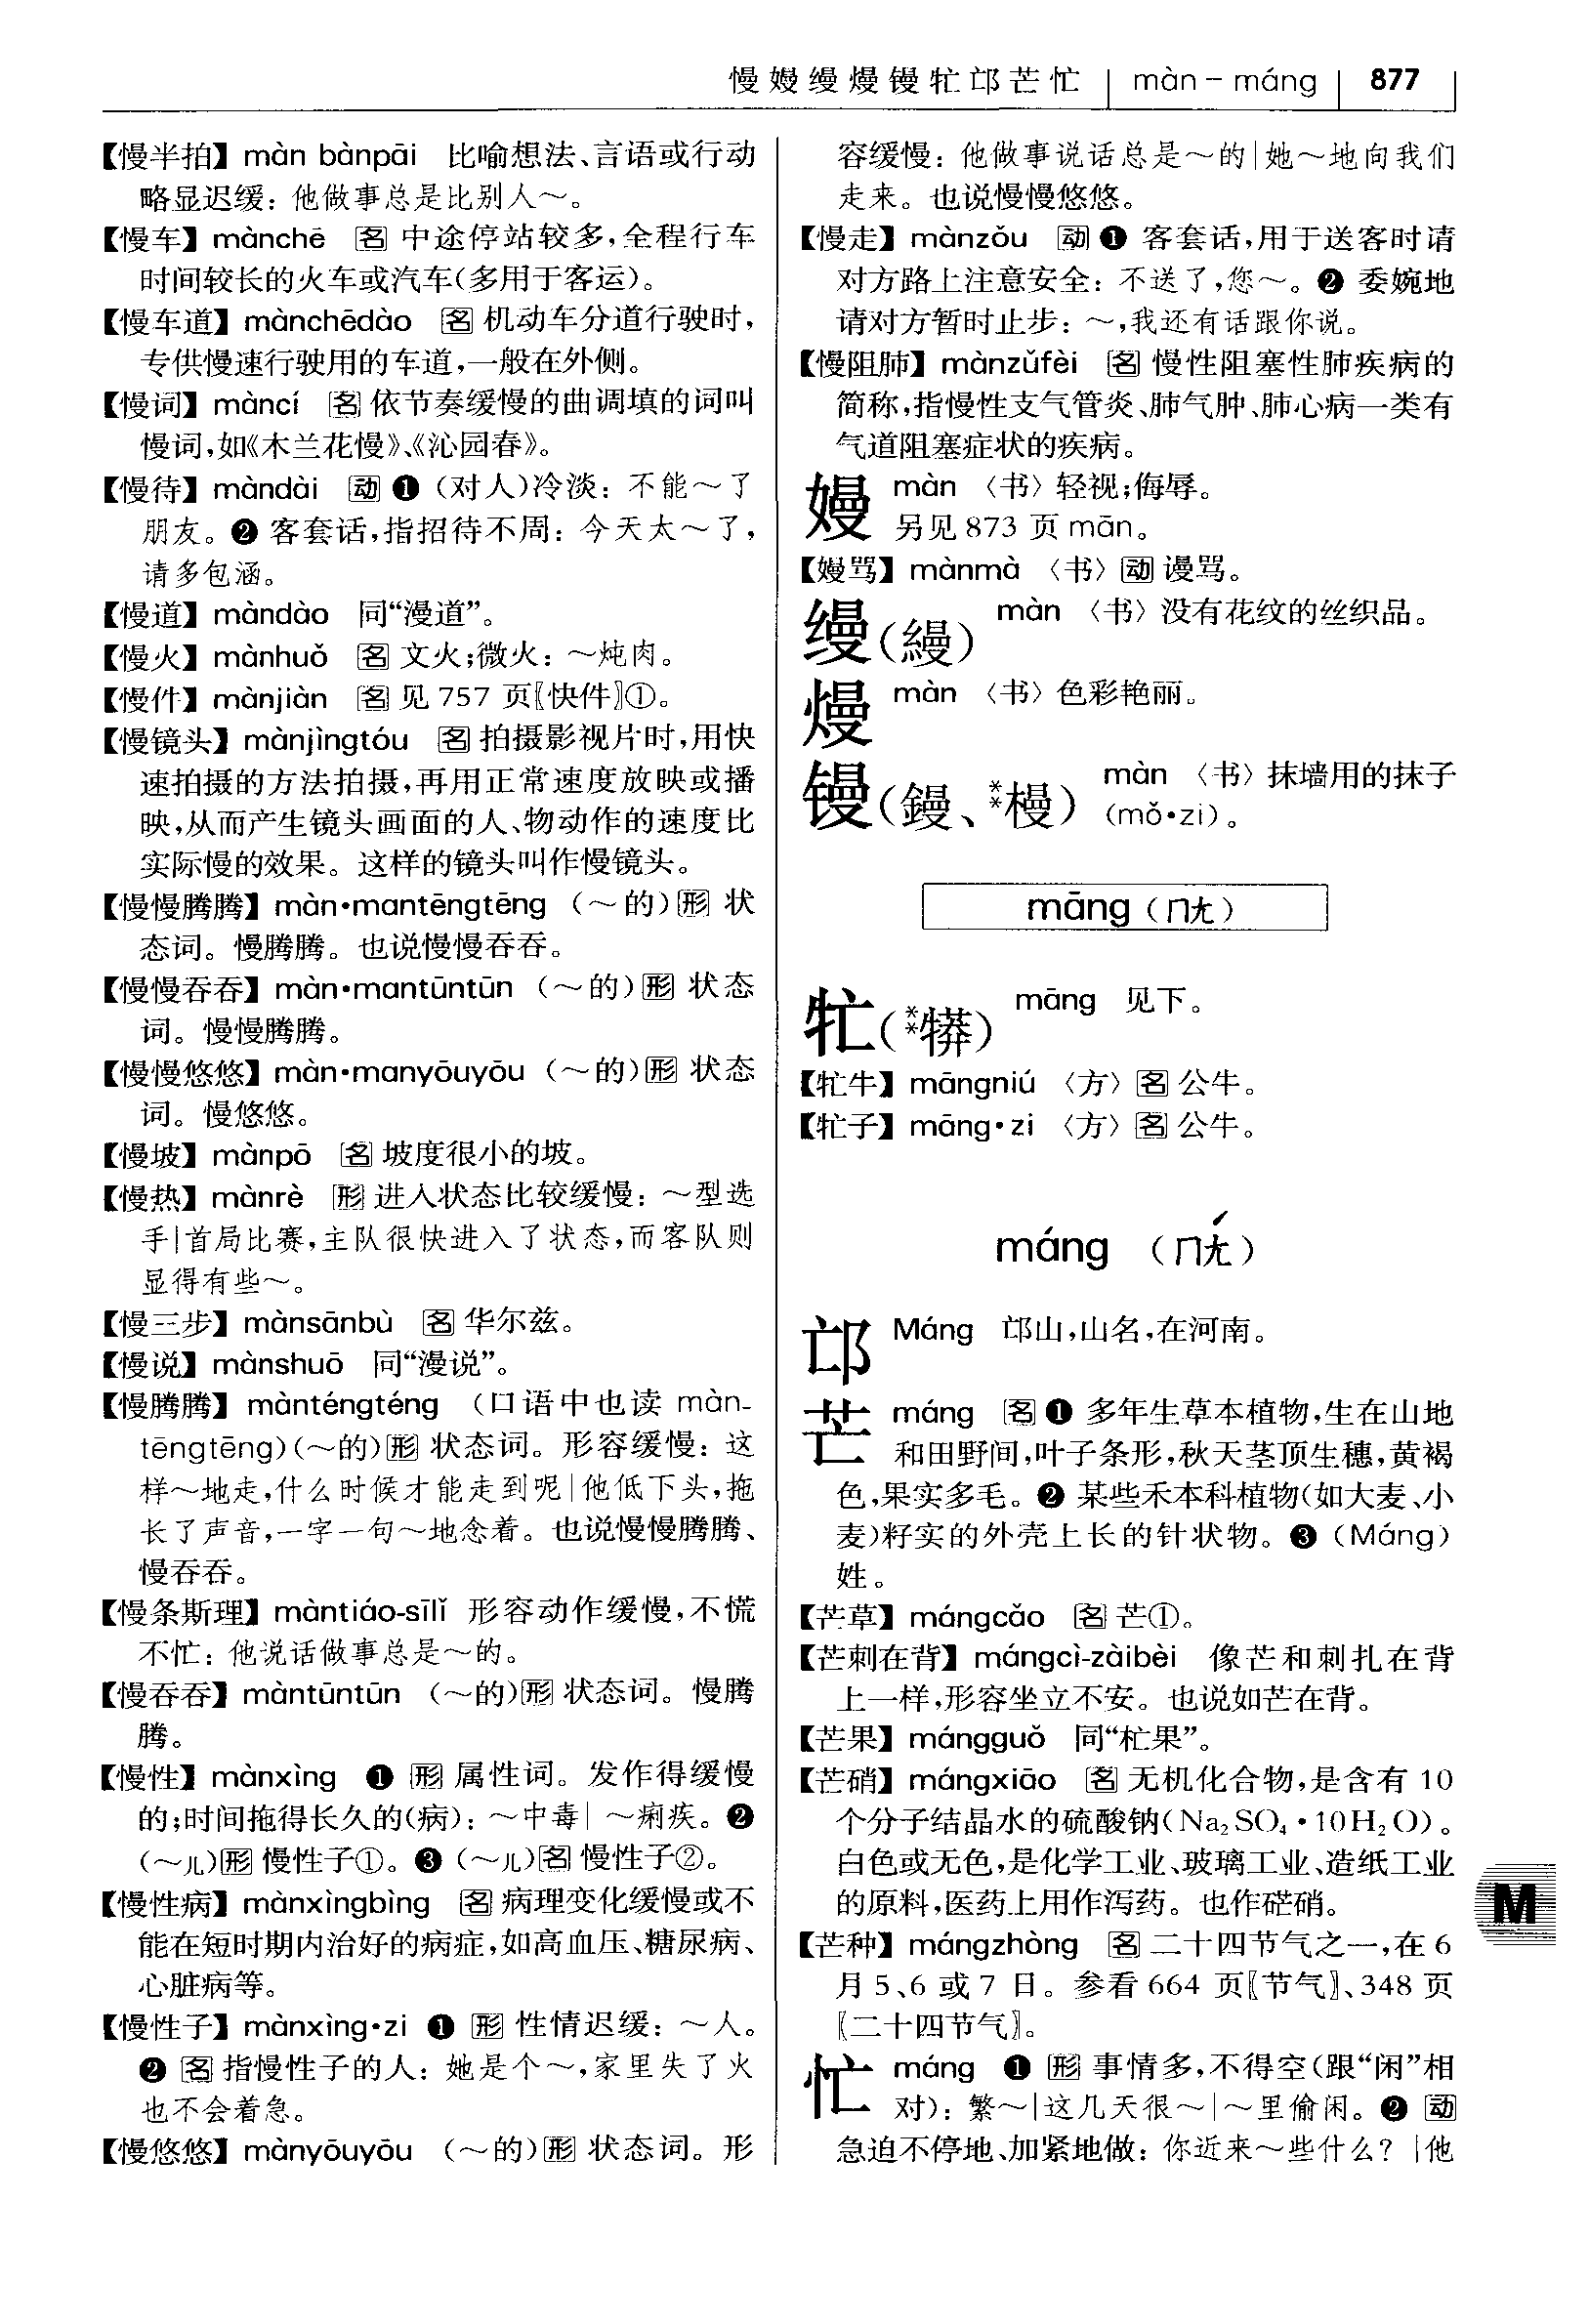 慢嫚缦熳镘牤邙芒忙 màn－máng 877
【慢半拍】màn bànpāi 比喻想法、言语或行动
略显迟缓：他做事总是比别人～。
【慢车】mànchē 名 中途停站较多，全程行车
时间较长的火车或汽车(多用于客运)。
【慢车道】mànchēdào 名 机动车分道行驶时，
专供慢速行驶用的车道，一般在外侧。
【慢词】màncí 名 依节奏缓慢的曲调填的词叫
慢词，如《木兰花慢》、《沁园春》。
【慢待】màndài 动 ❶（对人）冷淡：不能～了
朋友。❷ 客套话，指招待不周：今天太～了，
请多包涵。
【慢道】màndào 同“漫道”。
【慢火】mànhuǒ 名 文火；微火：～炖肉。
【慢件】mànjiàn 名 见 757 页〖快件〗①。
【慢镜头】mànjìngtóu 名 拍摄影视片时，用快
速拍摄的方法拍摄，再用正常速度放映或播
映，从而产生镜头画面的人、物动作的速度比
实际慢的效果。这样的镜头叫作慢镜头。
【慢慢腾腾】màn•mantēngtēng （～的）形 状
态词。慢腾腾。也说慢慢吞吞。
【慢慢吞吞】màn•mantūntūn （～的）形 状态
词。慢慢腾腾。
【慢慢悠悠】màn•manyōuyōu （～的）形 状态
词。慢悠悠。
【慢坡】mànpō 名 坡度很小的坡。
【慢热】mànrè 形 进入状态比较缓慢：～型选
手|首局比赛，主队很快进入了状态，而客队则
显得有些～。
【慢三步】mànsānbù 名 华尔兹。
【慢说】mànshuō 同“漫说”。
【慢腾腾】mànténgténg （口语中也读 màn-
tēngtēng）（～的）形 状态词。形容缓慢：这
样～地走，什么时候才能走到呢|他低下头，拖
长了声音，一字一句～地念着。也说慢慢腾腾、
慢吞吞。
【慢条斯理】màntiáo-sīlǐ 形容动作缓慢，不慌
不忙：他说话做事总是～的。
【慢吞吞】màntūntūn （～的）形 状态词。慢腾
腾。
【慢性】mànxìng ❶ 形 属性词。发作得缓慢
的；时间拖得长久的（病）：～中毒|～痢疾。❷
（～儿）形 慢性子①。❸（～儿）名 慢性子②。
【慢性病】mànxìngbìng 名 病理变化缓慢或不
能在短时期内治好的病症，如高血压、糖尿病、
心脏病等。
【慢性子】mànxìng•zi ❶ 形 性情迟缓：～人。
❷ 名 指慢性子的人：她是个～，家里失了火
也不会着急。
【慢悠悠】mànyōuyōu （～的）形 状态词。形
容缓慢：他做事说话总是～的|她～地向我们
走来。也说慢慢悠悠。
【慢走】mànzǒu 动 ❶ 客套话，用于送客时请
对方路上注意安全：不送了，您～。❷ 委婉地
请对方暂时止步：～，我还有话跟你说。
【慢阻肺】mànzǔfèi 名 慢性阻塞性肺疾病的
简称，指慢性支气管炎、肺气肿、肺心病一类有
气道阻塞症状的疾病。
嫚 màn 〈书〉轻视；侮辱。
另见 873 页 mān。
【嫚骂】mànmà 〈书〉动 谩骂。
缦(縵) màn 〈书〉没有花纹的丝织品。
熳 màn 〈书〉色彩艳丽。
镘(鏝、**槾) màn 〈书〉抹墙用的抹子
(mǒ•zi)。
māng（ㄇㄤ）
牤(**犎) māng 见下。
【牤牛】māngniú 〈方〉名 公牛。
【牤子】māng•zi 〈方〉名 公牛。
máng （ㄇㄤˊ）
邙 Máng 邙山，山名，在河南。
芒 máng 名 ❶ 多年生草本植物，生在山地
和田野间，叶子条形，秋天茎顶生穗，黄褐
色，果实多毛。❷ 某些禾本科植物（如大麦、小
麦）籽实的外壳上长的针状物。❸（Máng）
姓。
【芒草】mángcǎo 名 芒①。
【芒刺在背】mángcì-zàibèi 像芒和刺扎在背
上一样，形容坐立不安。也说如芒在背。
【芒果】mángguǒ 同“杧果”。
【芒硝】mángxiāo 名 无机化合物，是含有 10
个分子结晶水的硫酸钠(Na₂SO₄•10H₂O)。
白色或无色，是化学工业、玻璃工业、造纸工业
的原料，医药上用作泻药。也作硭硝。
【芒种】mángzhòng 名 二十四节气之一，在 6
月 5、6 或 7 日。参看 664 页〖节气〗、348 页
〖二十四节气〗。
忙 máng ❶ 形 事情多，不得空（跟“闲”相
对）：繁～|这几天很～|～里偷闲。❷ 动
急迫不停地、加紧地做：你近来～些什么？|他
M